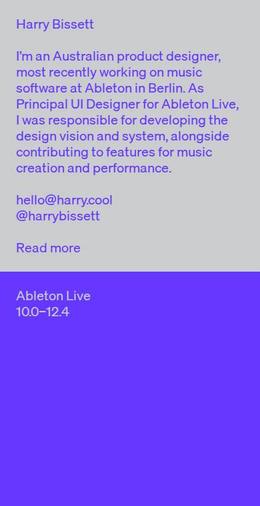 Harry Bissett
I'm an Australian product designer,
most recently working on music
software at Ableton in Berlin. As
Principal UI Designer for Ableton Live,
I was responsible for developing the
design vision and system, alongside
contributing to features for music
creation and performance.
hello@harry.cool
@harrybissett
Read more
Ableton Live
10.0–12.4